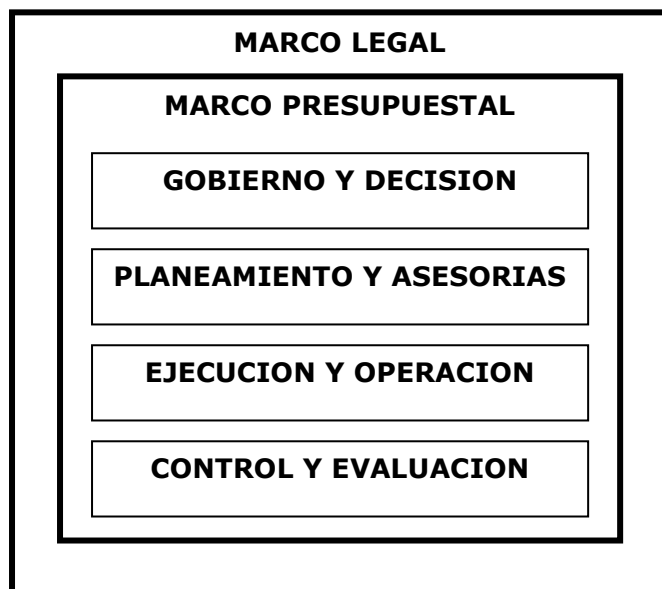 MARCO LEGAL
MARCO PRESUPUESTAL
GOBIERNO Y DECISION
PLANEAMIENTO Y ASESORIAS
EJECUCION Y OPERACION
CONTROL Y EVALUACION